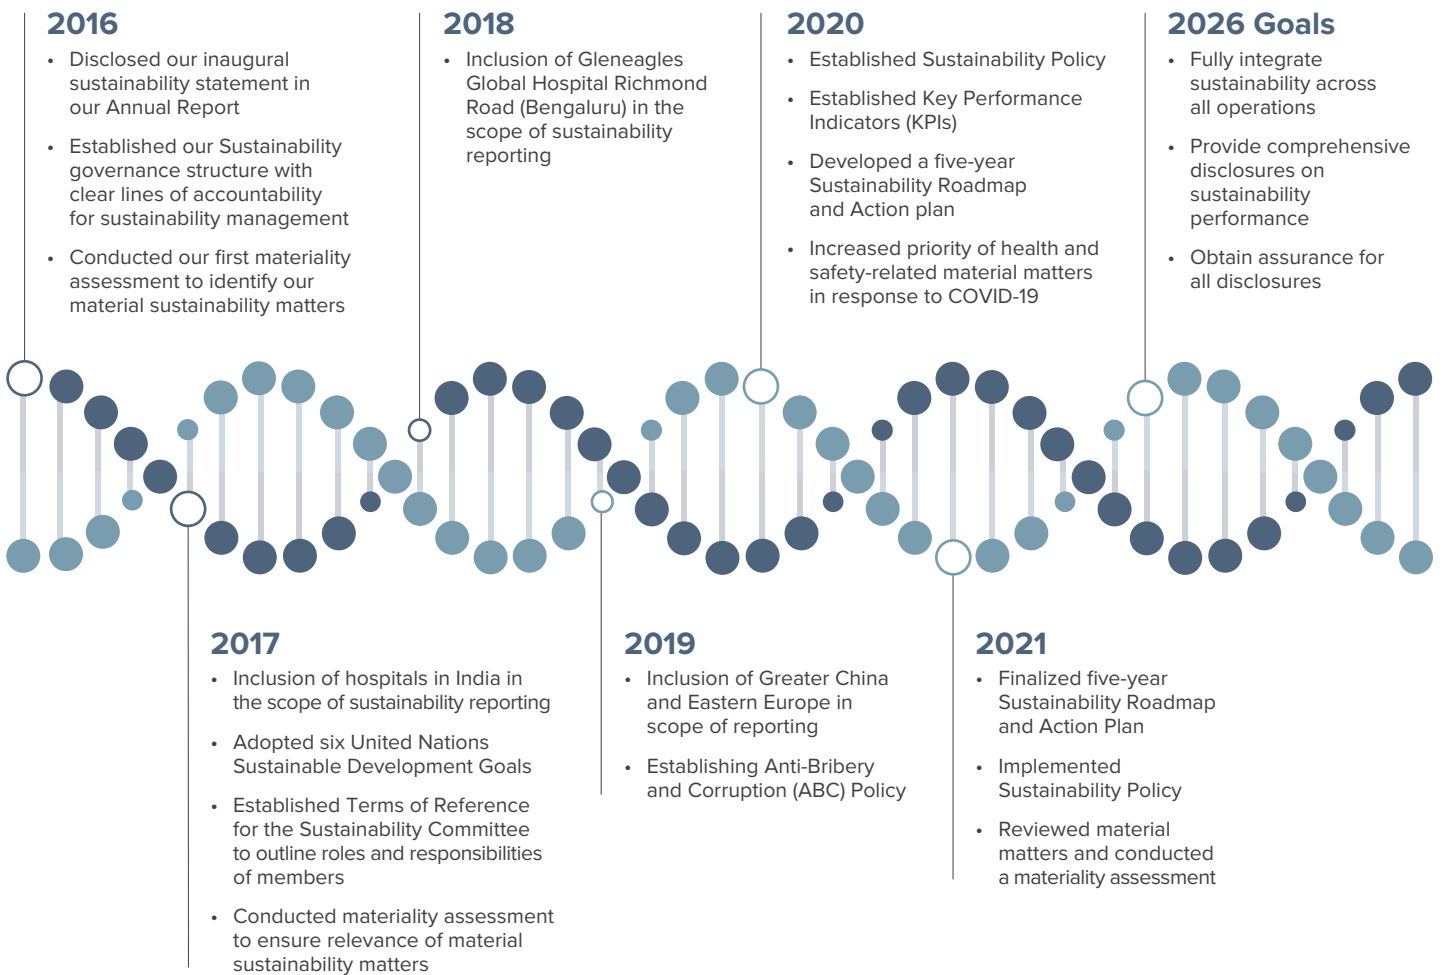 2016
• Disclosed our inaugural
sustainability statement in
our Annual Report
• Established our Sustainability
governance structure with
clear lines of accountability
for sustainability management
• Conducted our first materiality
assessment to identify our
material sustainability matters
2018
• Inclusion of Gleneagles
Global Hospital Richmond
Road (Bengaluru) in the
scope of sustainability
reporting
2020
• Established Sustainability Policy
• Established Key Performance
Indicators (KPIs)
• Developed a five-year
Sustainability Roadmap
and Action plan
• Increased priority of health and
safety-related material matters
in response to COVID-19
2026 Goals
• Fully integrate
sustainability across
all operations
• Provide comprehensive
disclosures on
sustainability
performance
• Obtain assurance for
all disclosures
2017
• Inclusion of hospitals in India in
the scope of sustainability reporting
• Adopted six United Nations
Sustainable Development Goals
• Established Terms of Reference
for the Sustainability Committee
to outline roles and responsibilities
of members
• Conducted materiality assessment
to ensure relevance of material
sustainability matters
2019
• Inclusion of Greater China
and Eastern Europe in
scope of reporting
• Establishing Anti-Bribery
and Corruption (ABC) Policy
2021
• Finalized five-year
Sustainability Roadmap
and Action Plan
• Implemented
Sustainability Policy
• Reviewed material
matters and conducted
a materiality assessment